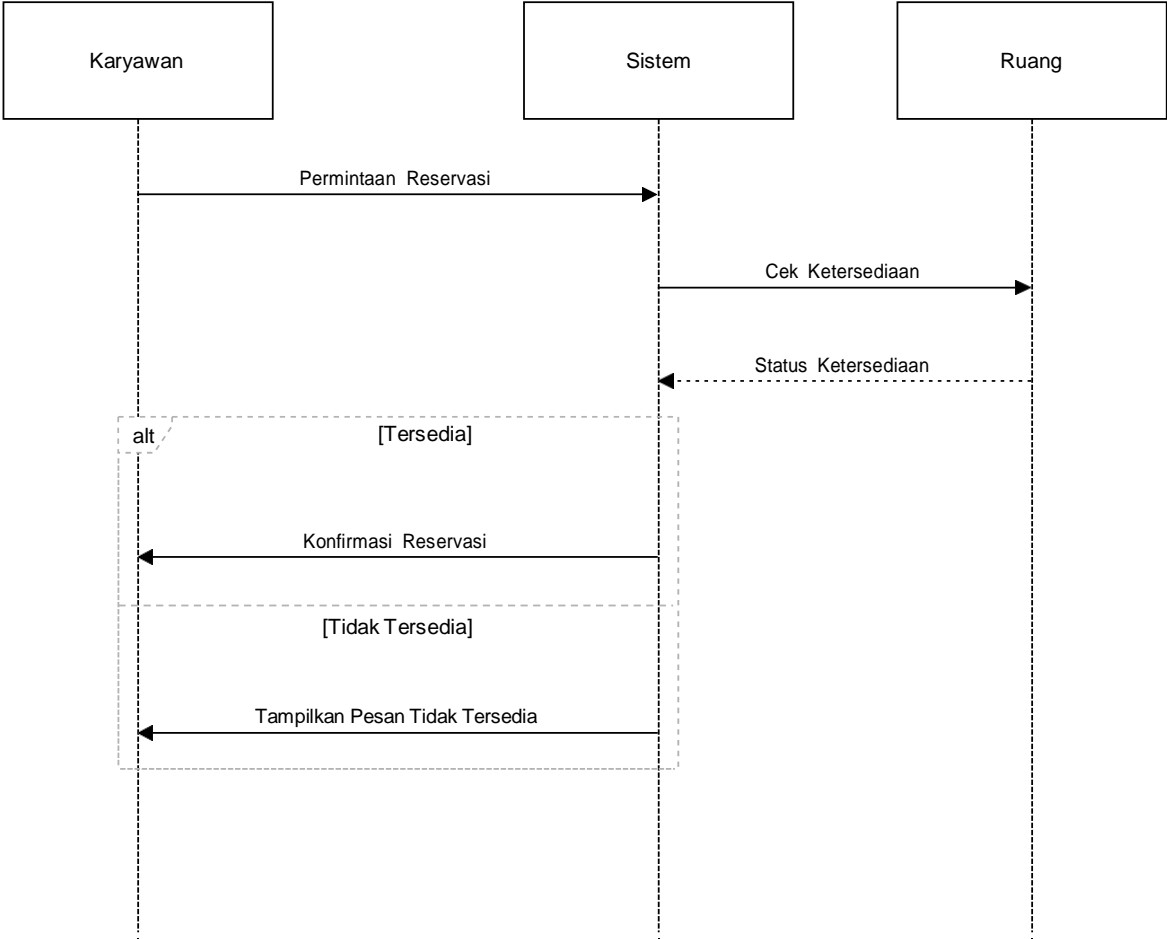 Karyawan
Sistem
Ruang
Permintaan Reservasi
Cek Ketersediaan
Status Ketersediaan
alt
[Tersedia]
Konfirmasi Reservasi
[Tidak Tersedia]
Tampilkan Pesan Tidak Tersedia